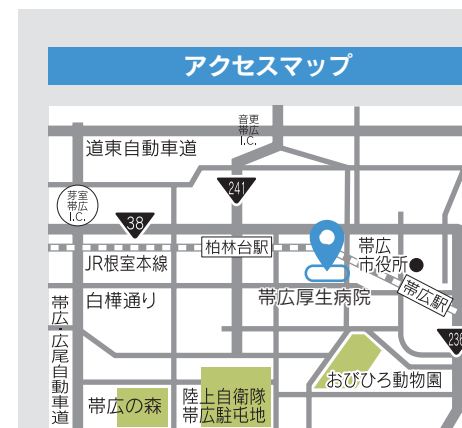 アクセスマップ
音更
帯広
I.C.
道東自動車道
芽室
帯広
I.C.
241
38
柏林台駅
帯広
市役所
JR根室本線
帯広厚生病院
帯広駅
白樺通り
帯広・広尾自動車道
236
おびひろ動物園
帯広の森
陸上自衛隊
帯広駐屯地